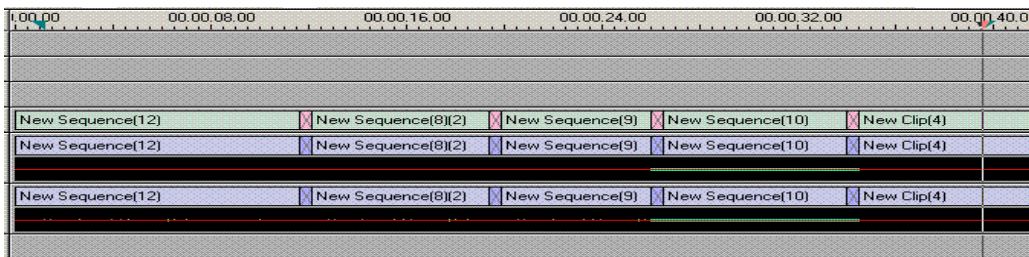 :.00.00 00.00.08.00 00.00.16.00 00.00.24.00 00.00.32.00 00.00.40.0
New Sequence(12) New Sequence(8)(2) New Sequence(9) New Sequence(10) New Clip(4)
New Sequence(12) New Sequence(8)(2) New Sequence(9) New Sequence(10) New Clip(4)
New Sequence(12) New Sequence(8)(2) New Sequence(9) New Sequence(10) New Clip(4)